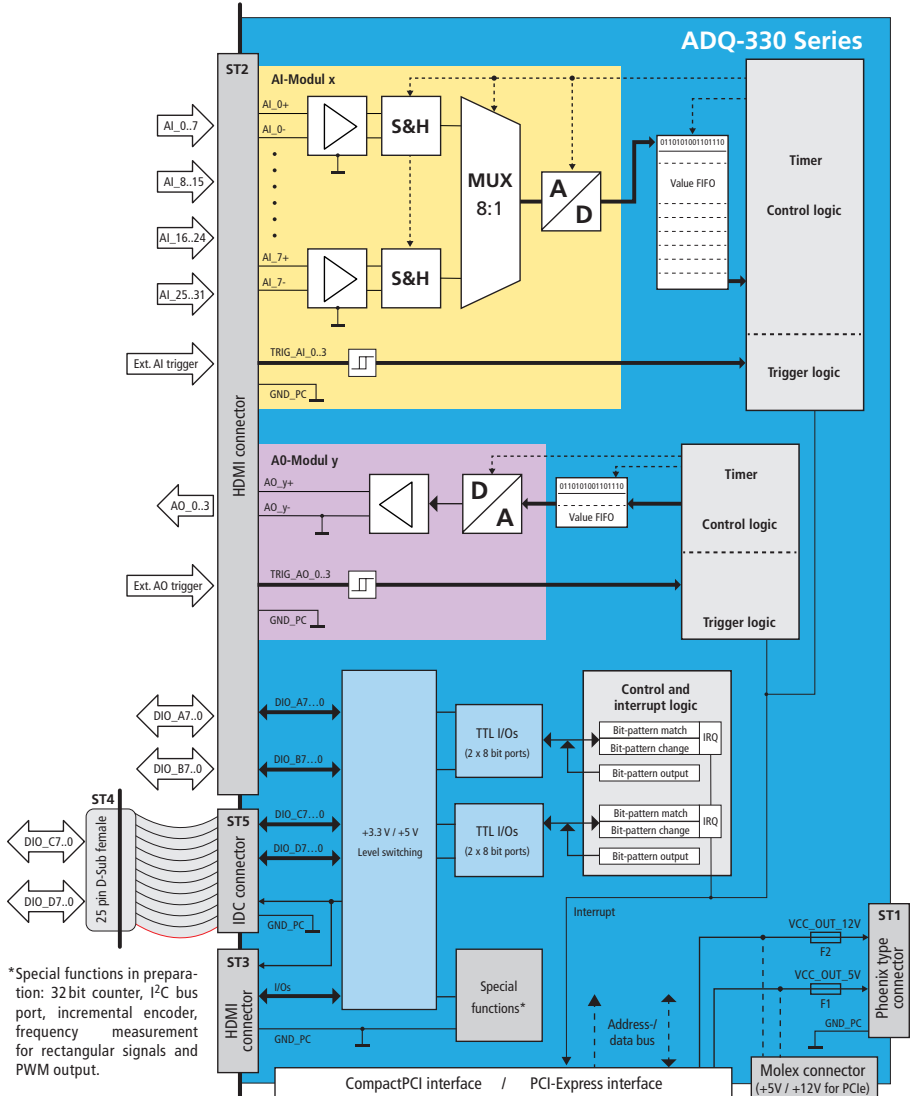 ADQ-330 Series
ST2
HDMI connector
AI_0..7
AI_8..15
AI_16..24
AI_25..31
Ext. AI trigger
AI-Modul x
AI_0+
AI_0-
S&H
AI_7+
AI_7-
S&H
MUX
8:1
A
D
0110101001101110
Value FIFO
Timer
Control logic
Trigger logic
TRIG_AI_0..3
GND_PC
A0-Modul y
AO_y+
AO_y-
AO_0..3
D
A
0110101001101110
Value FIFO
Timer
Control logic
Trigger logic
Ext. AO trigger
TRIG_AO_0..3
GND_PC
DIO_A7..0
DIO_B7..0
DIO_A7...0
DIO_B7...0
TTL I/Os
(2 x 8 bit ports)
Control and
interrupt logic
Bit-pattern match
Bit-pattern change
IRQ
Bit-pattern output
ST4
25 pin D-Sub female
DIO_C7..0
DIO_D7..0
ST5
IDC connector
DIO_C7...0
DIO_D7...0
GND_PC
+3.3 V / +5 V
Level switching
TTL I/Os
(2 x 8 bit ports)
Bit-pattern match
Bit-pattern change
IRQ
Bit-pattern output
ST3
HDMI
connector
I/Os
GND_PC
Special
functions*
Interrupt
Address-/
data bus
VCC_OUT_12V
F2
VCC_OUT_5V
F1
GND_PC
ST1
Phoenix type
connector
Molex connector
(+5V / +12V for PCIe)
CompactPCI interface / PCI-Express interface
*Special functions in prepara-
tion: 32 bit counter, I²C bus
port, incremental encoder,
frequency measurement
for rectangular signals and
PWM output.